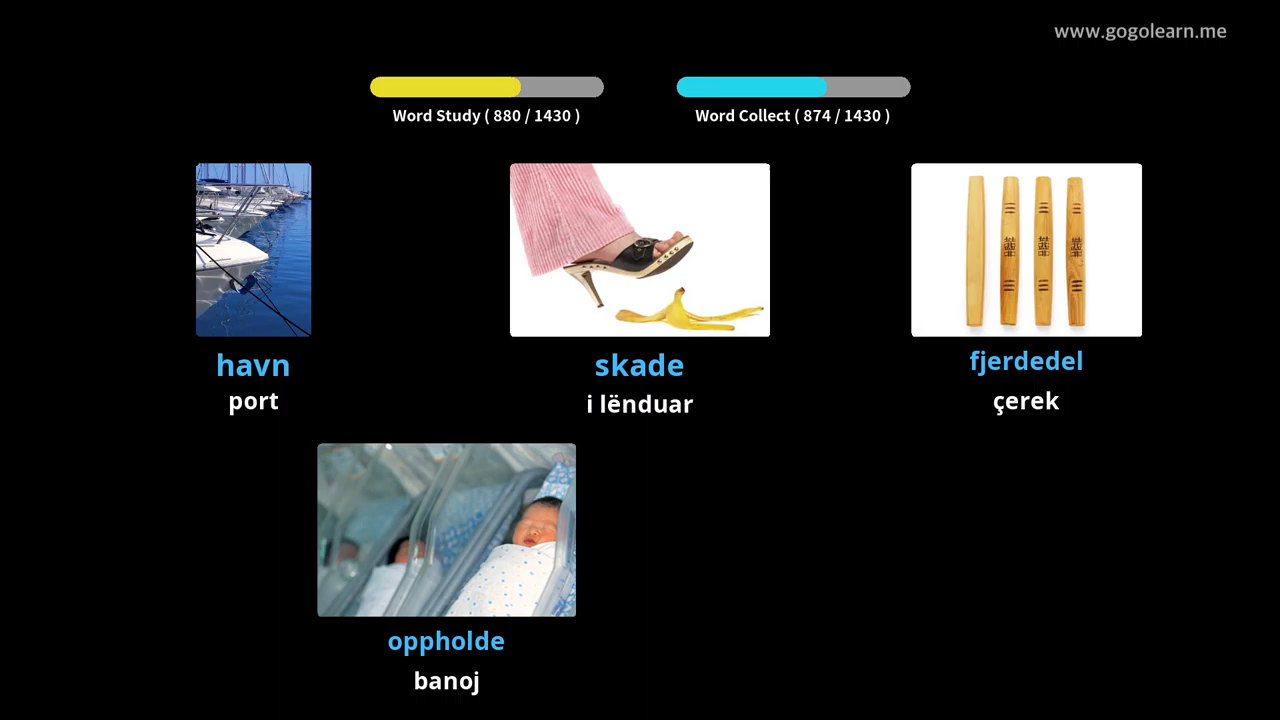 www.gogolearn.me
Word Study ( 880 / 1430 )
Word Collect ( 874 / 1430 )
havn
port
skade
i lënduar
fjerdedel
çerek
oppholde
banoj